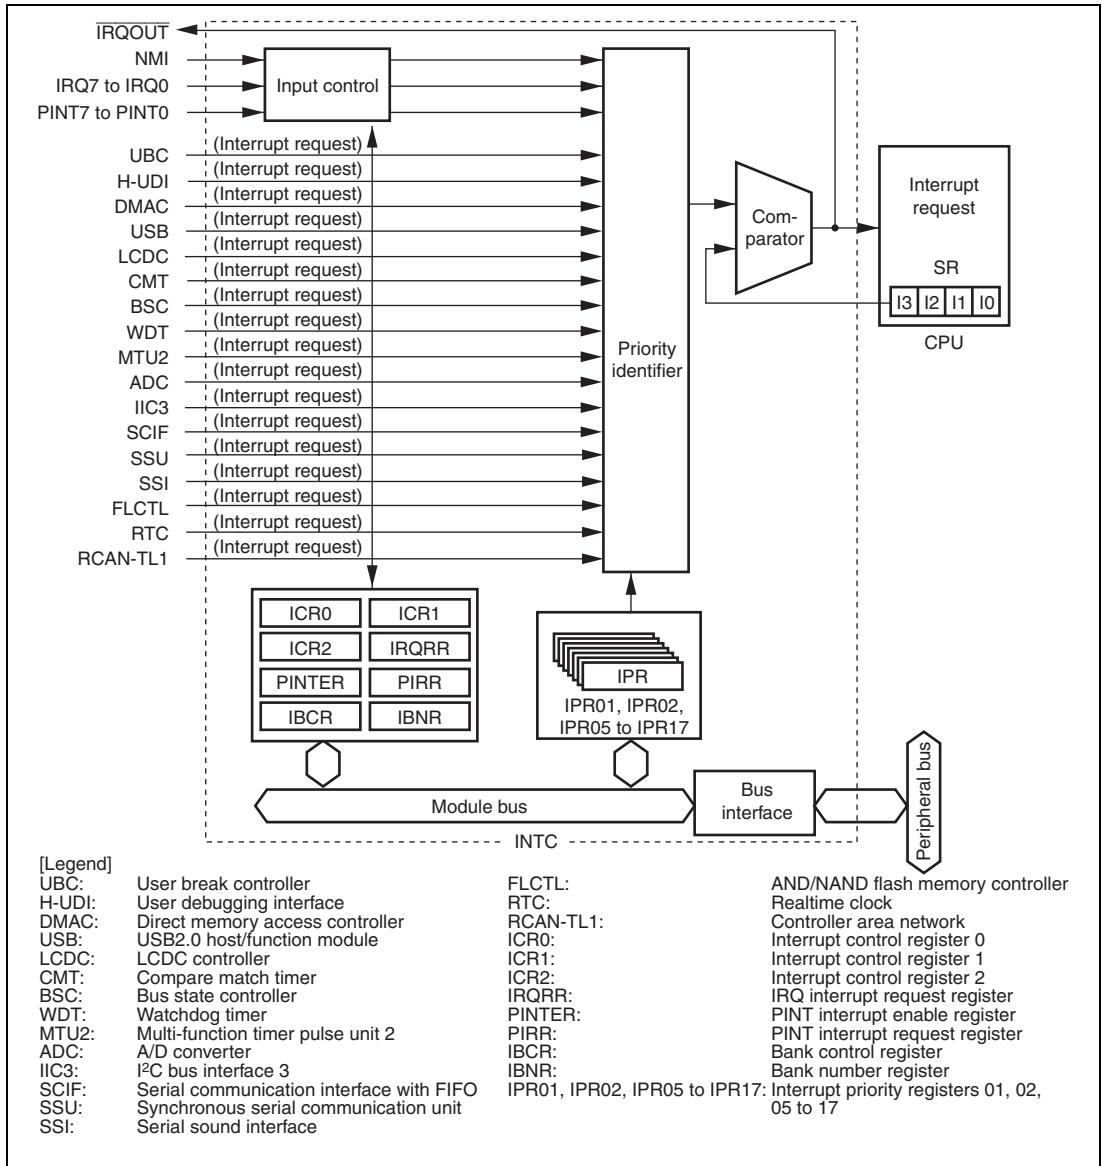 IRQOUT
NMI
IRQ7 to IRQ0
PINT7 to PINT0
Input control
UBC
(Interrupt request)
H-UDI
(Interrupt request)
DMAC
(Interrupt request)
USB
(Interrupt request)
LCDC
(Interrupt request)
CMT
(Interrupt request)
BSC
(Interrupt request)
WDT
(Interrupt request)
MTU2
(Interrupt request)
ADC
(Interrupt request)
IIC3
(Interrupt request)
SCIF
(Interrupt request)
SSU
(Interrupt request)
SSI
(Interrupt request)
FLCTL
(Interrupt request)
RTC
(Interrupt request)
RCAN-TL1
(Interrupt request)
Priority
identifier
Com-
parator
Interrupt
request
SR
I3 I2 I1 I0
CPU
ICR0 ICR1
ICR2 IRQRR
PINTER PIRR
IBCR IBNR
IPR
IPR01, IPR02,
IPR05 to IPR17
Module bus
Bus
interface
Peripheral bus
INTC
[Legend]
UBC: User break controller
H-UDI: User debugging interface
DMAC: Direct memory access controller
USB: USB2.0 host/function module
LCDC: LCDC controller
CMT: Compare match timer
BSC: Bus state controller
WDT: Watchdog timer
MTU2: Multi-function timer pulse unit 2
ADC: A/D converter
IIC3: I²C bus interface 3
SCIF: Serial communication interface with FIFO
SSU: Synchronous serial communication unit
SSI: Serial sound interface
FLCTL: AND/NAND flash memory controller
RTC: Realtime clock
RCAN-TL1: Controller area network
ICR0: Interrupt control register 0
ICR1: Interrupt control register 1
ICR2: Interrupt control register 2
IRQRR: IRQ interrupt request register
PINTER: PINT interrupt enable register
PIRR: PINT interrupt request register
IBCR: Bank control register
IBNR: Bank number register
IPR01, IPR02, IPR05 to IPR17: Interrupt priority registers 01, 02,
05 to 17